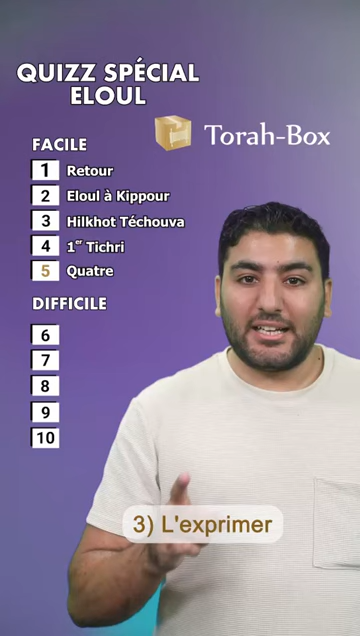 QUIZZ SPÉCIAL
ELOUL
Torah-Box
FACILE
1 Retour
2 Eloul à Kippour
3 Hilkhot Téchouva
4 1er Tichri
5 Quatre
DIFFICILE
6
7
8
9
10
3) L'exprimer